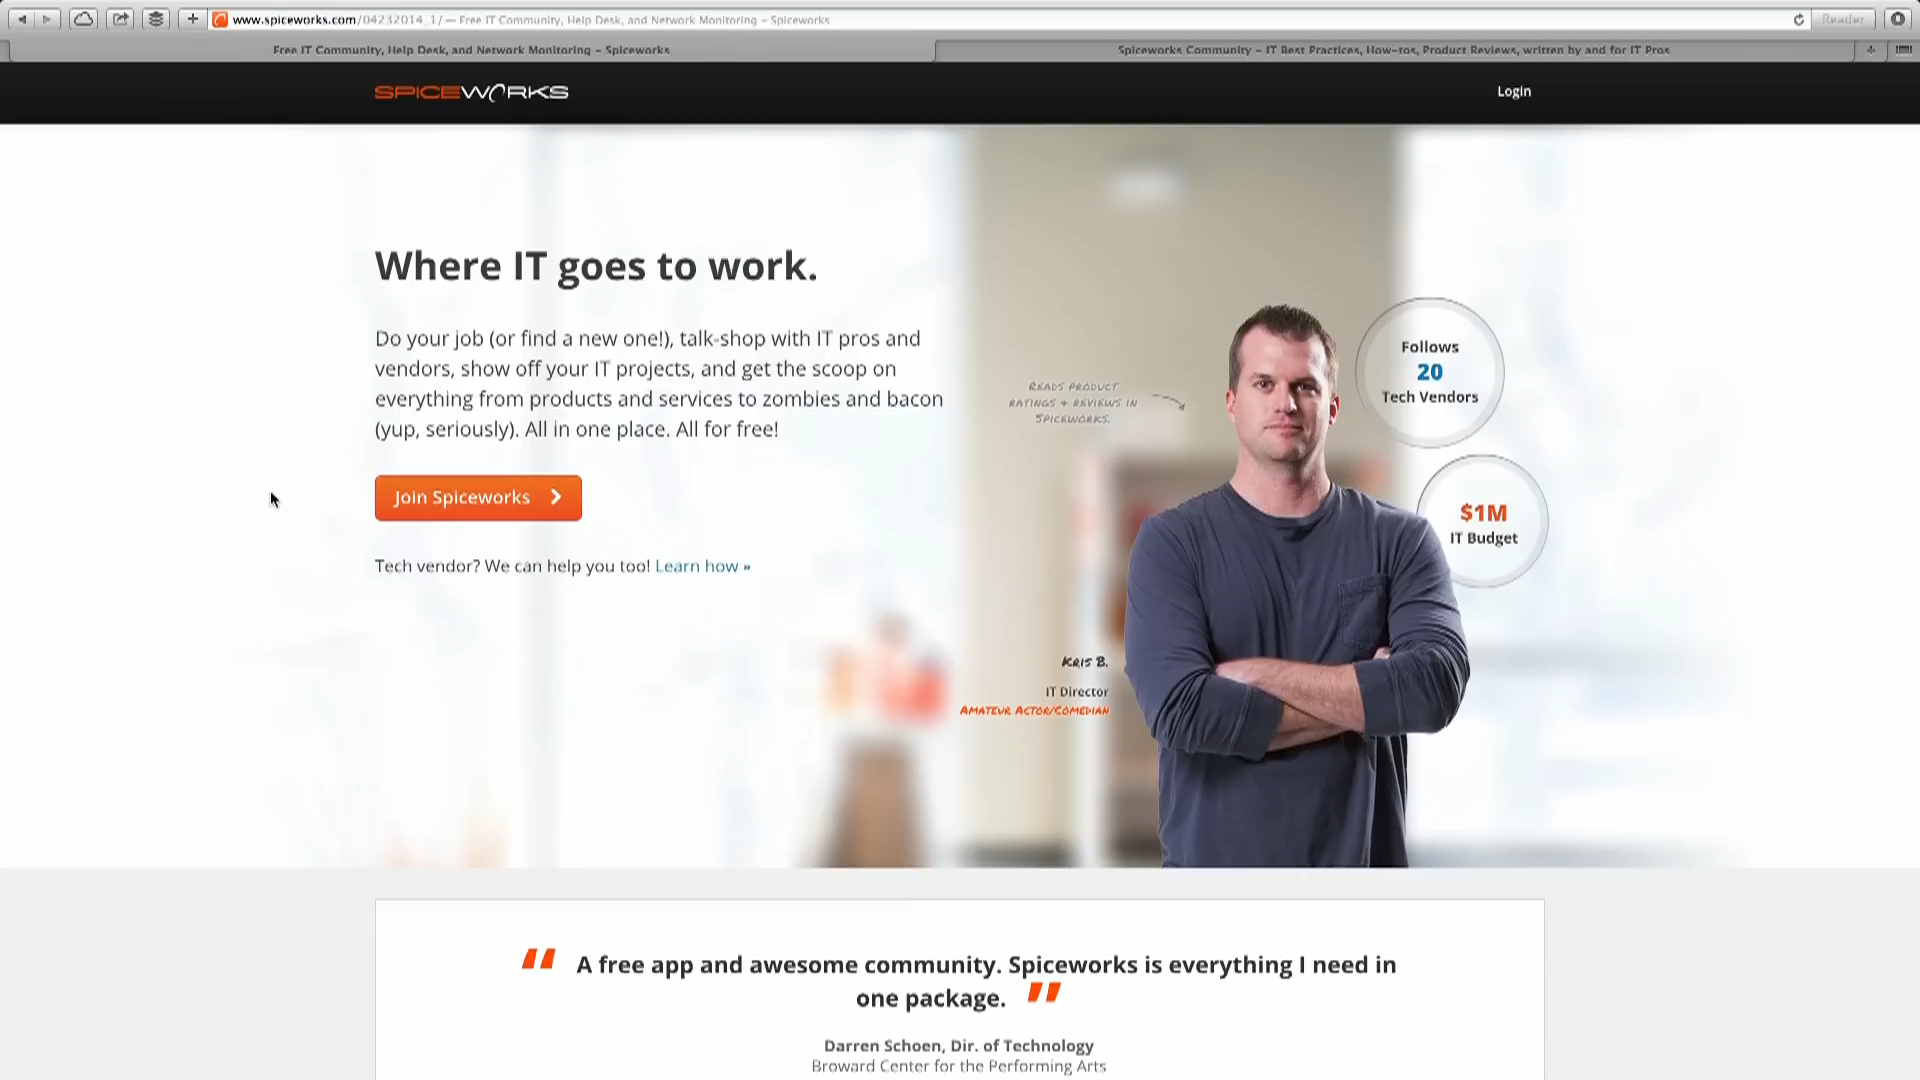 www.spiceworks.com/04232014_1/ — Free IT Community, Help Desk, and Network Monitoring – Spiceworks
Reader
Free IT Community, Help Desk, and Network Monitoring – Spiceworks
Spiceworks Community – IT Best Practices, How-tos, Product Reviews, written by and for IT Pros
SPICEWORKS
Login
Where IT goes to work.
Do your job (or find a new one!), talk-shop with IT pros and
vendors, show off your IT projects, and get the scoop on
everything from products and services to zombies and bacon
(yup, seriously). All in one place. All for free!
Join Spiceworks
Tech vendor? We can help you too! Learn how »
READS PRODUCT
RATINGS + REVIEWS IN
SPICEWORKS.
Follows
20
Tech Vendors
$1M
IT Budget
KRIS B.
IT Director
AMATEUR ACTOR/COMEDIAN
“ A free app and awesome community. Spiceworks is everything I need in
one package. ”
Darren Schoen, Dir. of Technology
Broward Center for the Performing Arts